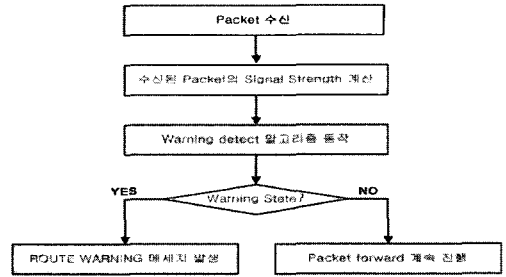 Packet 수신
수신된 Packet의 Signal Strength 계산
Warning detect 알고리즘 동작
YES
Warning State?
NO
ROUTE WARNING 메세지 발생
Packet forward 계속 진행